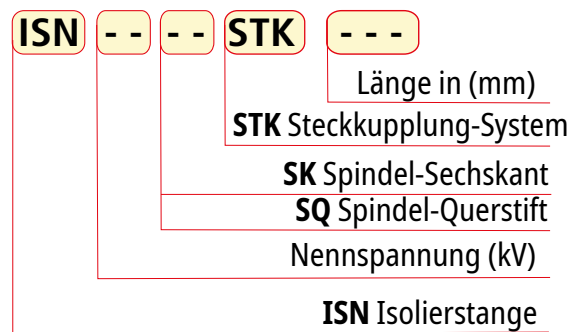 ISN - - - - STK - - -
Länge in (mm)
STK Steckkupplung-System
SK Spindel-Sechskant
SQ Spindel-Querstift
Nennspannung (kV)
ISN Isolierstange